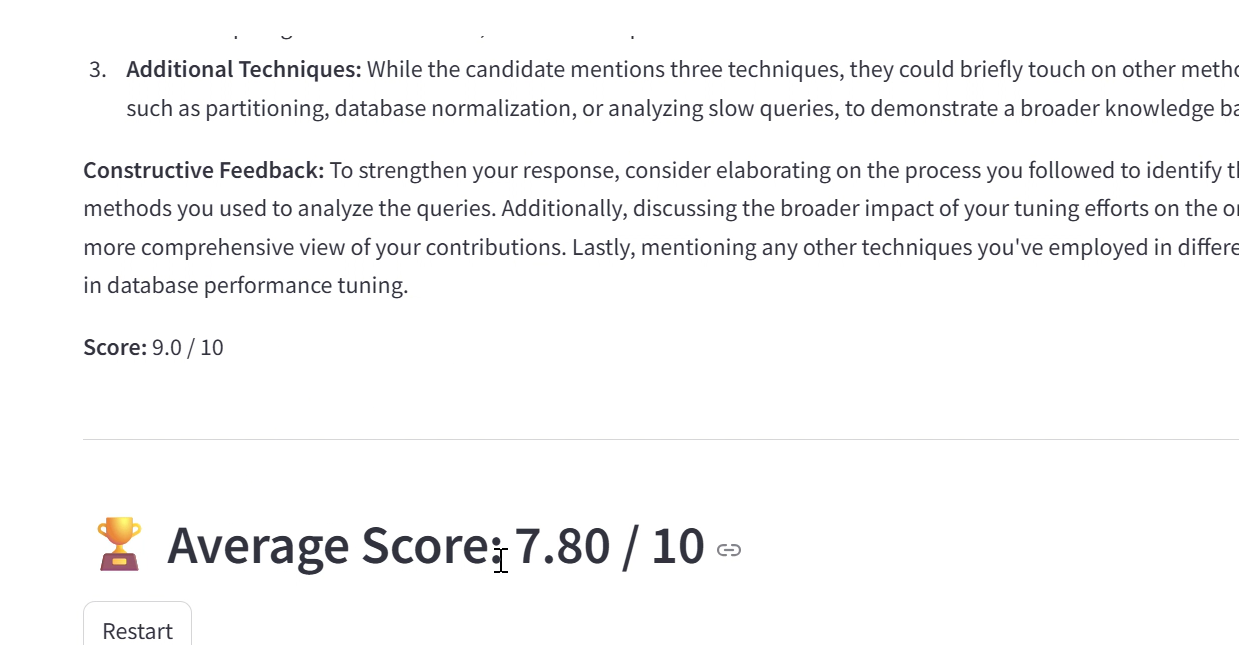 3. Additional Techniques: While the candidate mentions three techniques, they could briefly touch on other
such as partitioning, database normalization, or analyzing slow queries, to demonstrate a broader knowledge
Constructive Feedback: To strengthen your response, consider elaborating on the process you followed to identify
methods you used to analyze the queries. Additionally, discussing the broader impact of your tuning efforts on the
more comprehensive view of your contributions. Lastly, mentioning any other techniques you've employed in
in database performance tuning.
Score: 9.0 / 10
Average Score: 7.80 / 10
Restart